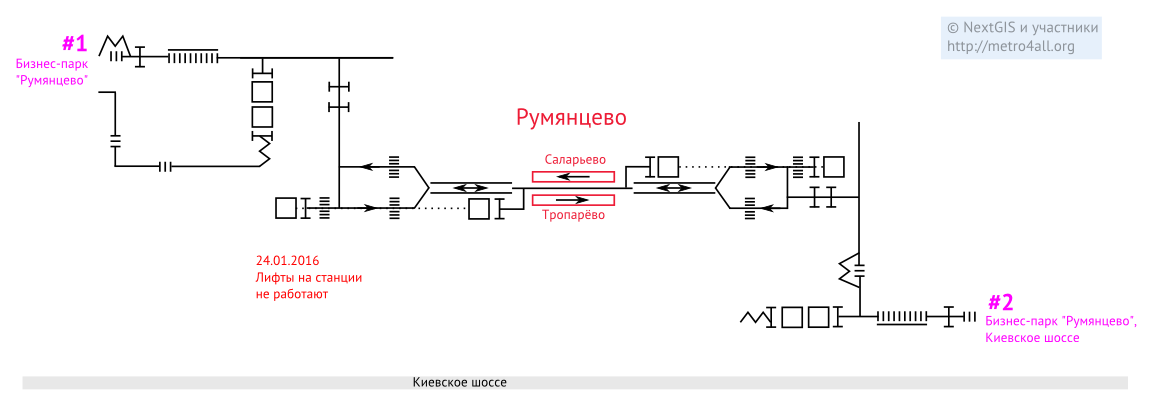 © NextGIS и участники
http://metro4all.org
#1
Бизнес-парк
"Румянцево"
Румянцево
Саларьево
Тропарёво
24.01.2016
Лифты на станции
не работают
#2
Бизнес-парк "Румянцево",
Киевское шоссе
Киевское шоссе